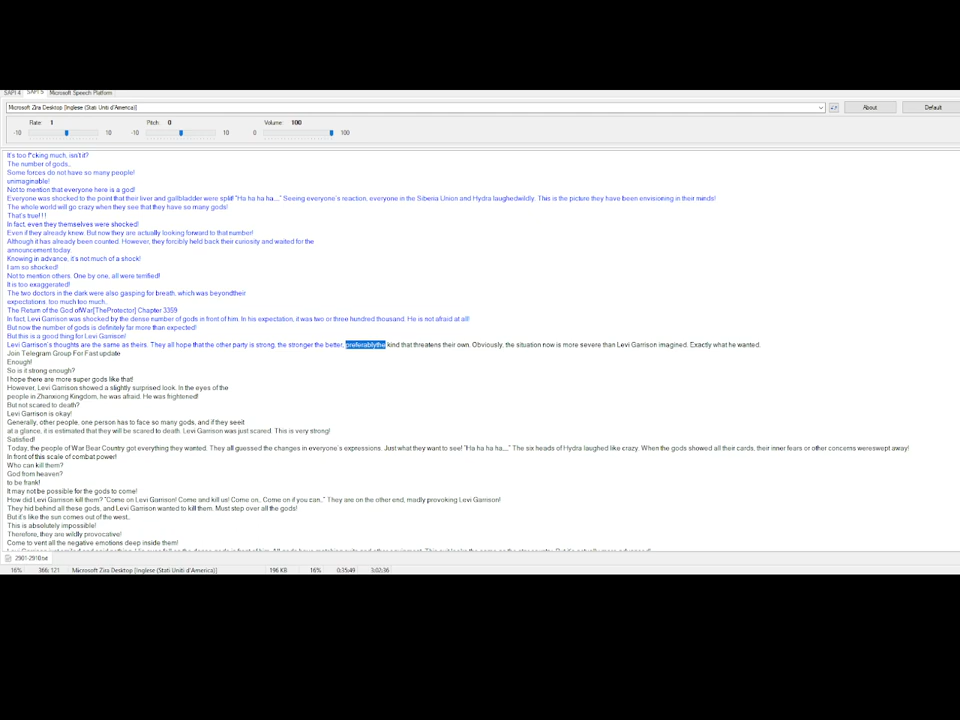 SAPI 4 SAPI 5 Microsoft Speech Platform
Microsoft Zira Desktop [Inglese (Stati Uniti d'America)]
About
Default
Rate: 1
Pitch: 0
Volume: 100
-10 10 -10 10 0 100
It's too f*cking much, isn't it?
The number of gods..
Some forces do not have so many people!
unimaginable!
Not to mention that everyone here is a god!
Everyone was shocked to the point that their liver and gallbladder were split! "Ha ha ha ha...." Seeing everyone's reaction, everyone in the Siberia Union and Hydra laughedwildly. This is the picture they have been envisioning in their minds!
The whole world will go crazy when they see that they have so many gods!
That's true!!!
In fact, even they themselves were shocked!
Even if they already knew. But now they are actually looking forward to that number!
Although it has already been counted. However, they forcibly held back their curiosity and waited for the
announcement today.
Knowing in advance, it's not much of a shock!
I am so shocked!
Not to mention others. One by one, all were terrified!
It is too exaggerated!
The two doctors in the dark were also gasping for breath, which was beyondtheir
expectations. too much too much..
The Return of the God ofWar[TheProtector] Chapter 3359
In fact, Levi Garrison was shocked by the dense number of gods in front of him. In his expectation, it was two or three hundred thousand. He is not afraid at all!
But now the number of gods is definitely far more than expected!
But this is a good thing for Levi Garrison!
Levi Garrison's thoughts are the same as theirs. They all hope that the other party is strong, the stronger the better, preferablythe kind that threatens their own. Obviously, the situation now is more severe than Levi Garrison imagined. Exactly what he wanted.
Join Telegram Group For Fast update
Enough!
So is it strong enough?
I hope there are more super gods like that!
However, Levi Garrison showed a slightly surprised look. In the eyes of the
people in Zhanxiong Kingdom, he was afraid. He was frightened!
But not scared to death?
Levi Garrison is okay!
Generally, other people, one person has to face so many gods, and if they seeit
at a glance, it is estimated that they will be scared to death. Levi Garrison was just scared. This is very strong!
Satisfied!
Today, the people of War Bear Country got everything they wanted. They all guessed the changes in everyone's expressions. Just what they want to see! "Ha ha ha ha...." The six heads of Hydra laughed like crazy. When the gods showed all their cards, their inner fears or other concerns wereswept away!
In front of this scale of combat power!
Who can kill them?
God from heaven?
to be frank!
It may not be possible for the gods to come!
How did Levi Garrison kill them? "Come on Levi Garrison! Come and kill us! Come on.. Come on if you can.." They are on the other end, madly provoking Levi Garrison!
They hid behind all these gods, and Levi Garrison wanted to kill them. Must step over all the gods!
But it's like the sun comes out of the west..
This is absolutely impossible!
Therefore, they are wildly provocative!
Come to vent all the negative emotions deep inside them!
2901-2910.txt
16% 366:121 Microsoft Zira Desktop [Inglese (Stati Uniti d'America)] 196 KB 16% 0:35:49 3:02:36